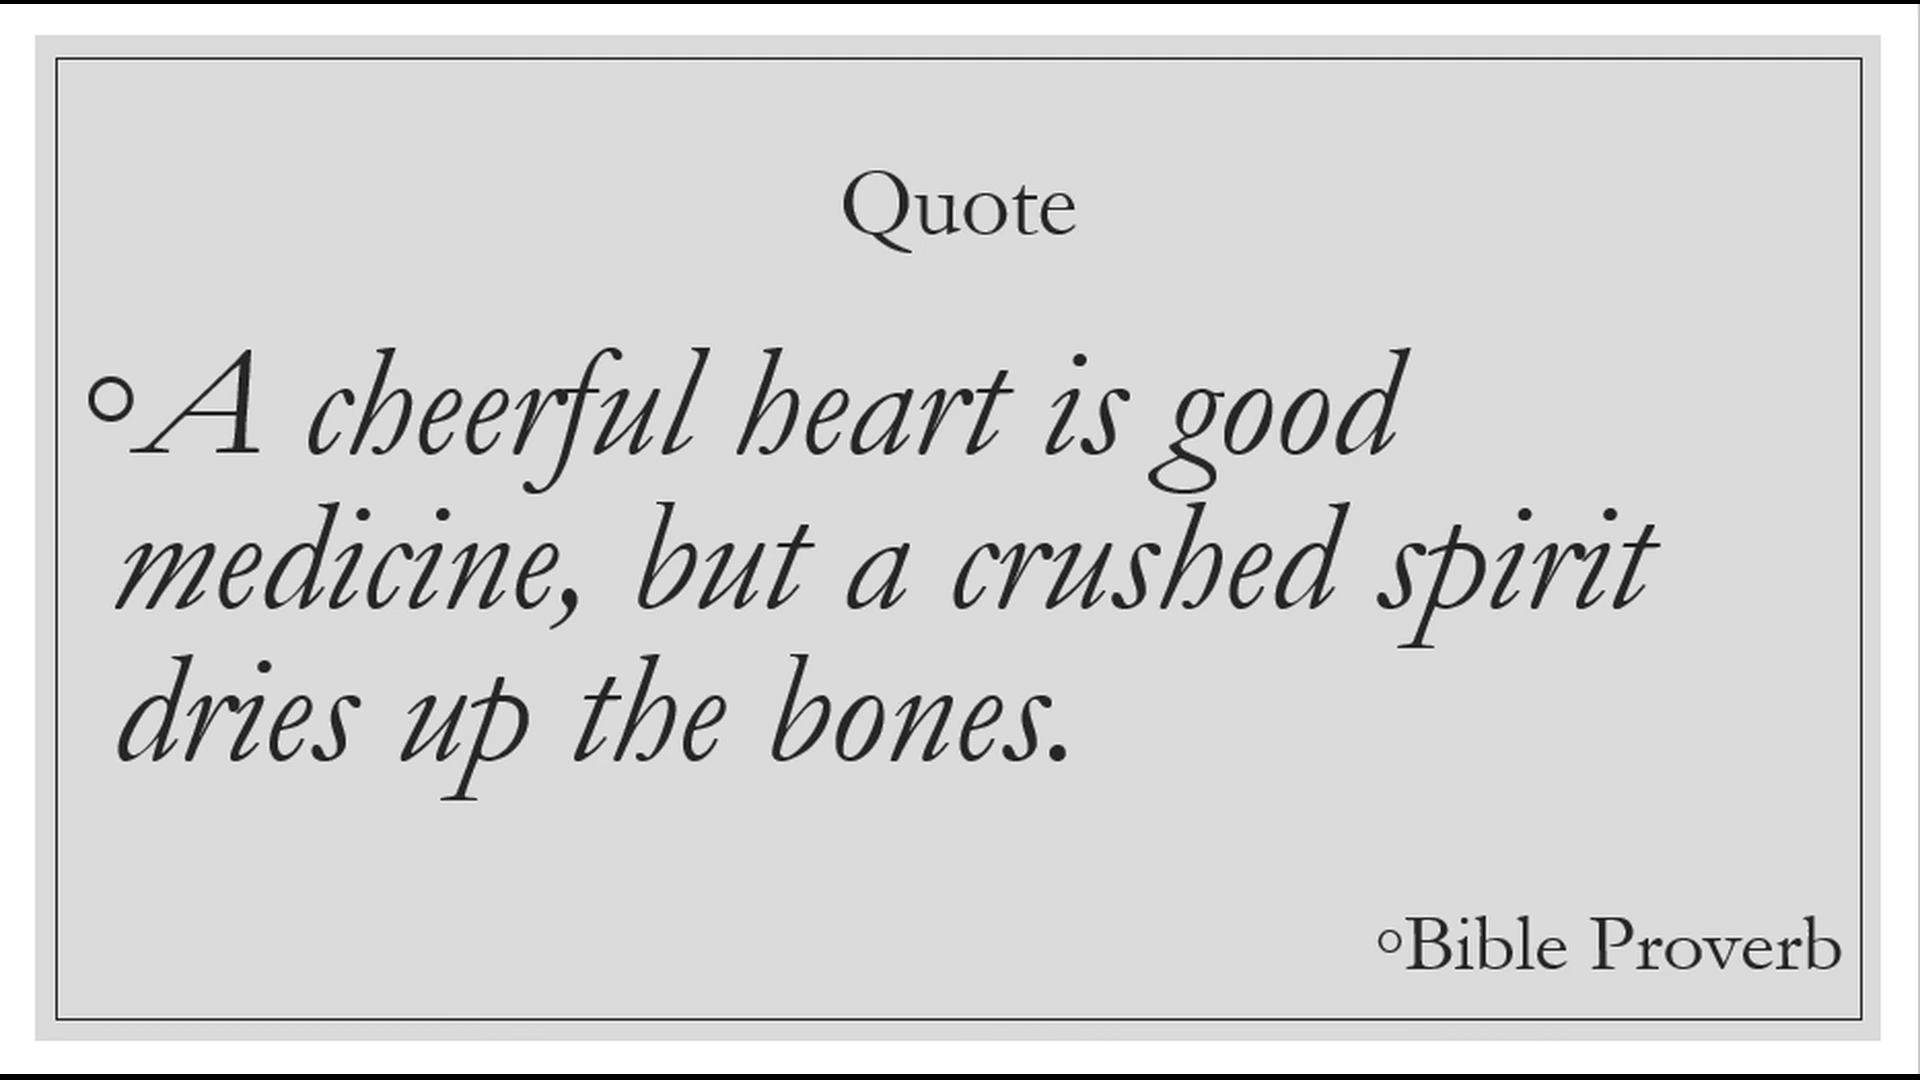 Quote
°A cheerful heart is good
medicine, but a crushed spirit
dries up the bones.
°Bible Proverb